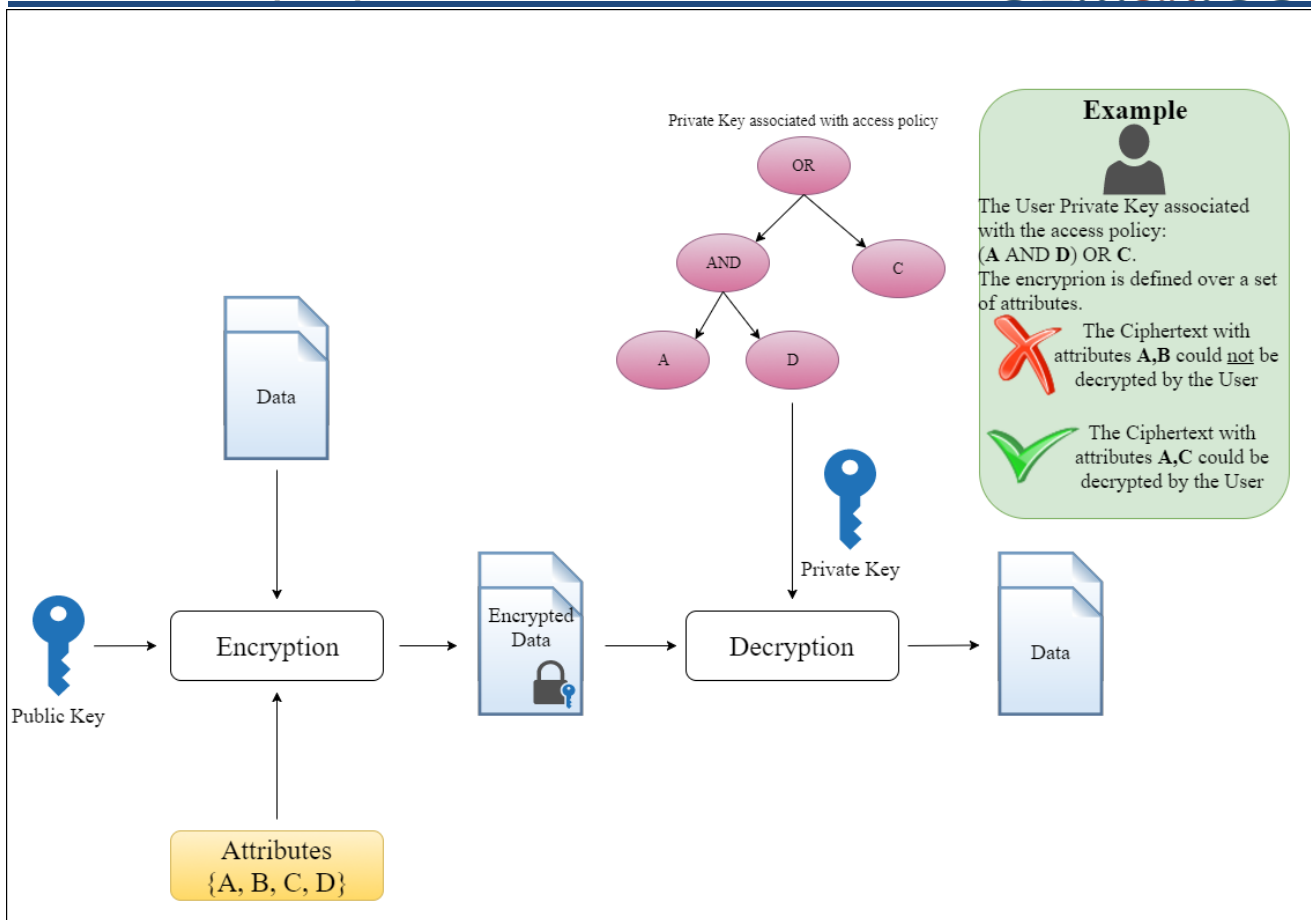 Private Key associated with access policy
OR
AND
C
A
D
Example
The User Private Key associated
with the access policy:
(A AND D) OR C.
The encryprion is defined over a set
of attributes.
The Ciphertext with
attributes A,B could not be
decrypted by the User
The Ciphertext with
attributes A,C could be
decrypted by the User
Data
Private Key
Public Key
Encryption
Encrypted
Data
Decryption
Data
Attributes
{A, B, C, D}